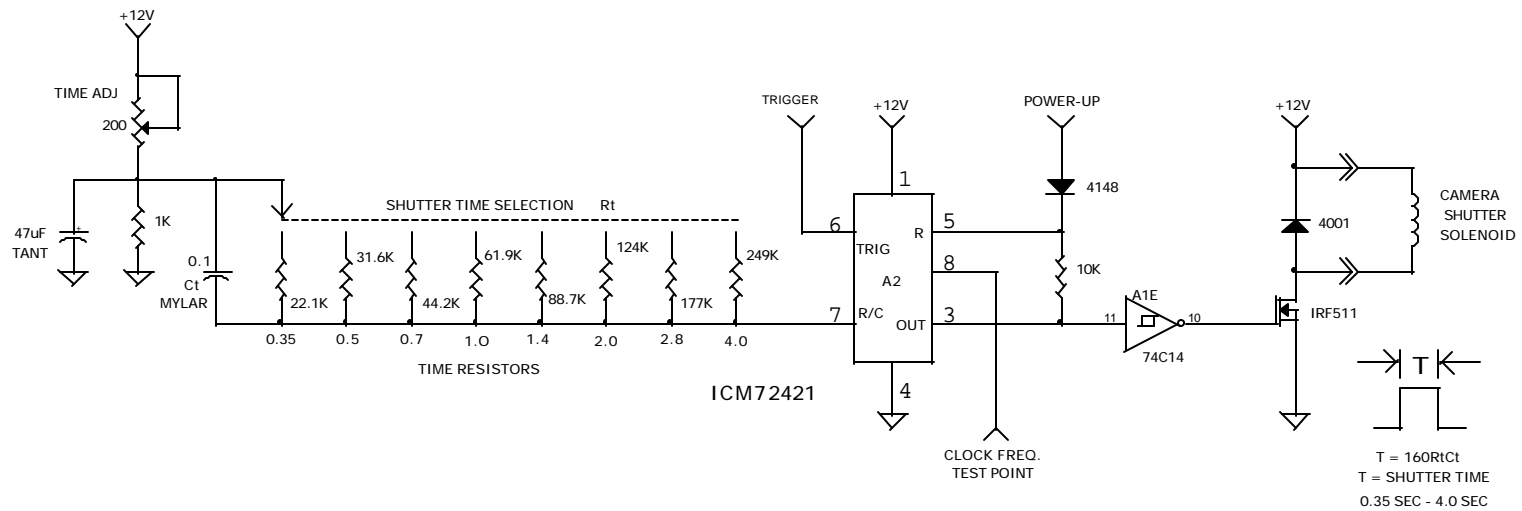 +12V
TIME ADJ
200
1K
47uF
TANT
0.1
Ct
MYLAR
SHUTTER TIME SELECTION Rt
22.1K
31.6K
44.2K
61.9K
88.7K
124K
177K
249K
0.35
0.5
0.7
1.0
1.4
2.0
2.8
4.0
TIME RESISTORS
ICM72421
TRIGGER
+12V
1
6
TRIG
R
5
8
A2
7
R/C
OUT
3
4
CLOCK FREQ.
TEST POINT
POWER-UP
4148
10K
A1E
11
10
74C14
+12V
4001
CAMERA
SHUTTER
SOLENOID
IRF511
T
T = 160RtCt
T = SHUTTER TIME
0.35 SEC - 4.0 SEC